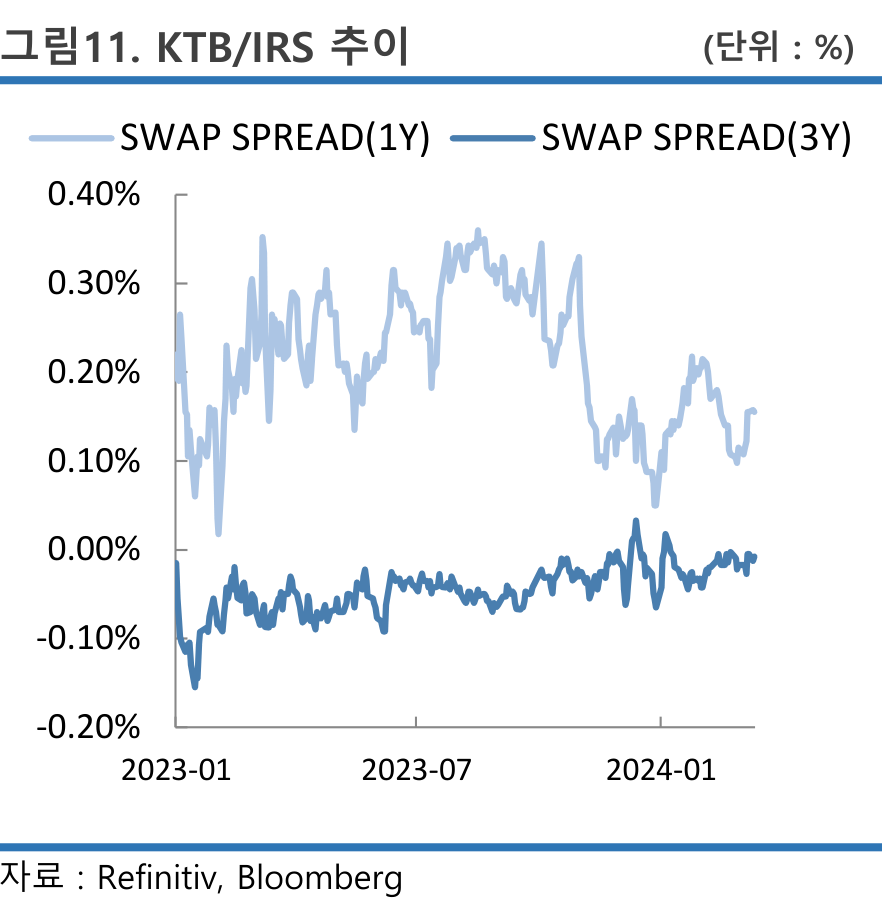 그림11. KTB/IRS 추이 (단위 : %)
SWAP SPREAD(1Y) SWAP SPREAD(3Y)
0.40%
0.30%
0.20%
0.10%
0.00%
-0.10%
-0.20%
2023-01 2023-07 2024-01
자료 : Refinitiv, Bloomberg